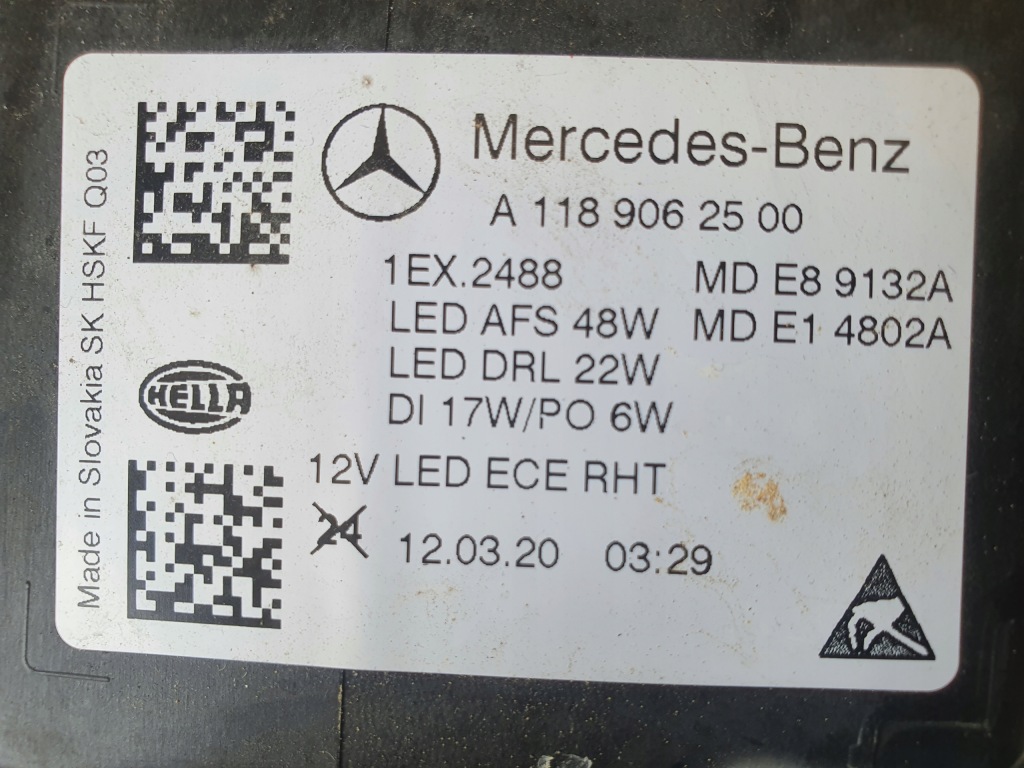 Mercedes-Benz
A 118 906 25 00
1EX.2488 MD E8 9132A
LED AFS 48W MD E1 4802A
LED DRL 22W
DI 17W/PO 6W
12V LED ECE RHT
24 12.03.20 03:29
HELLA
Made in Slovakia SK HSKF Q03